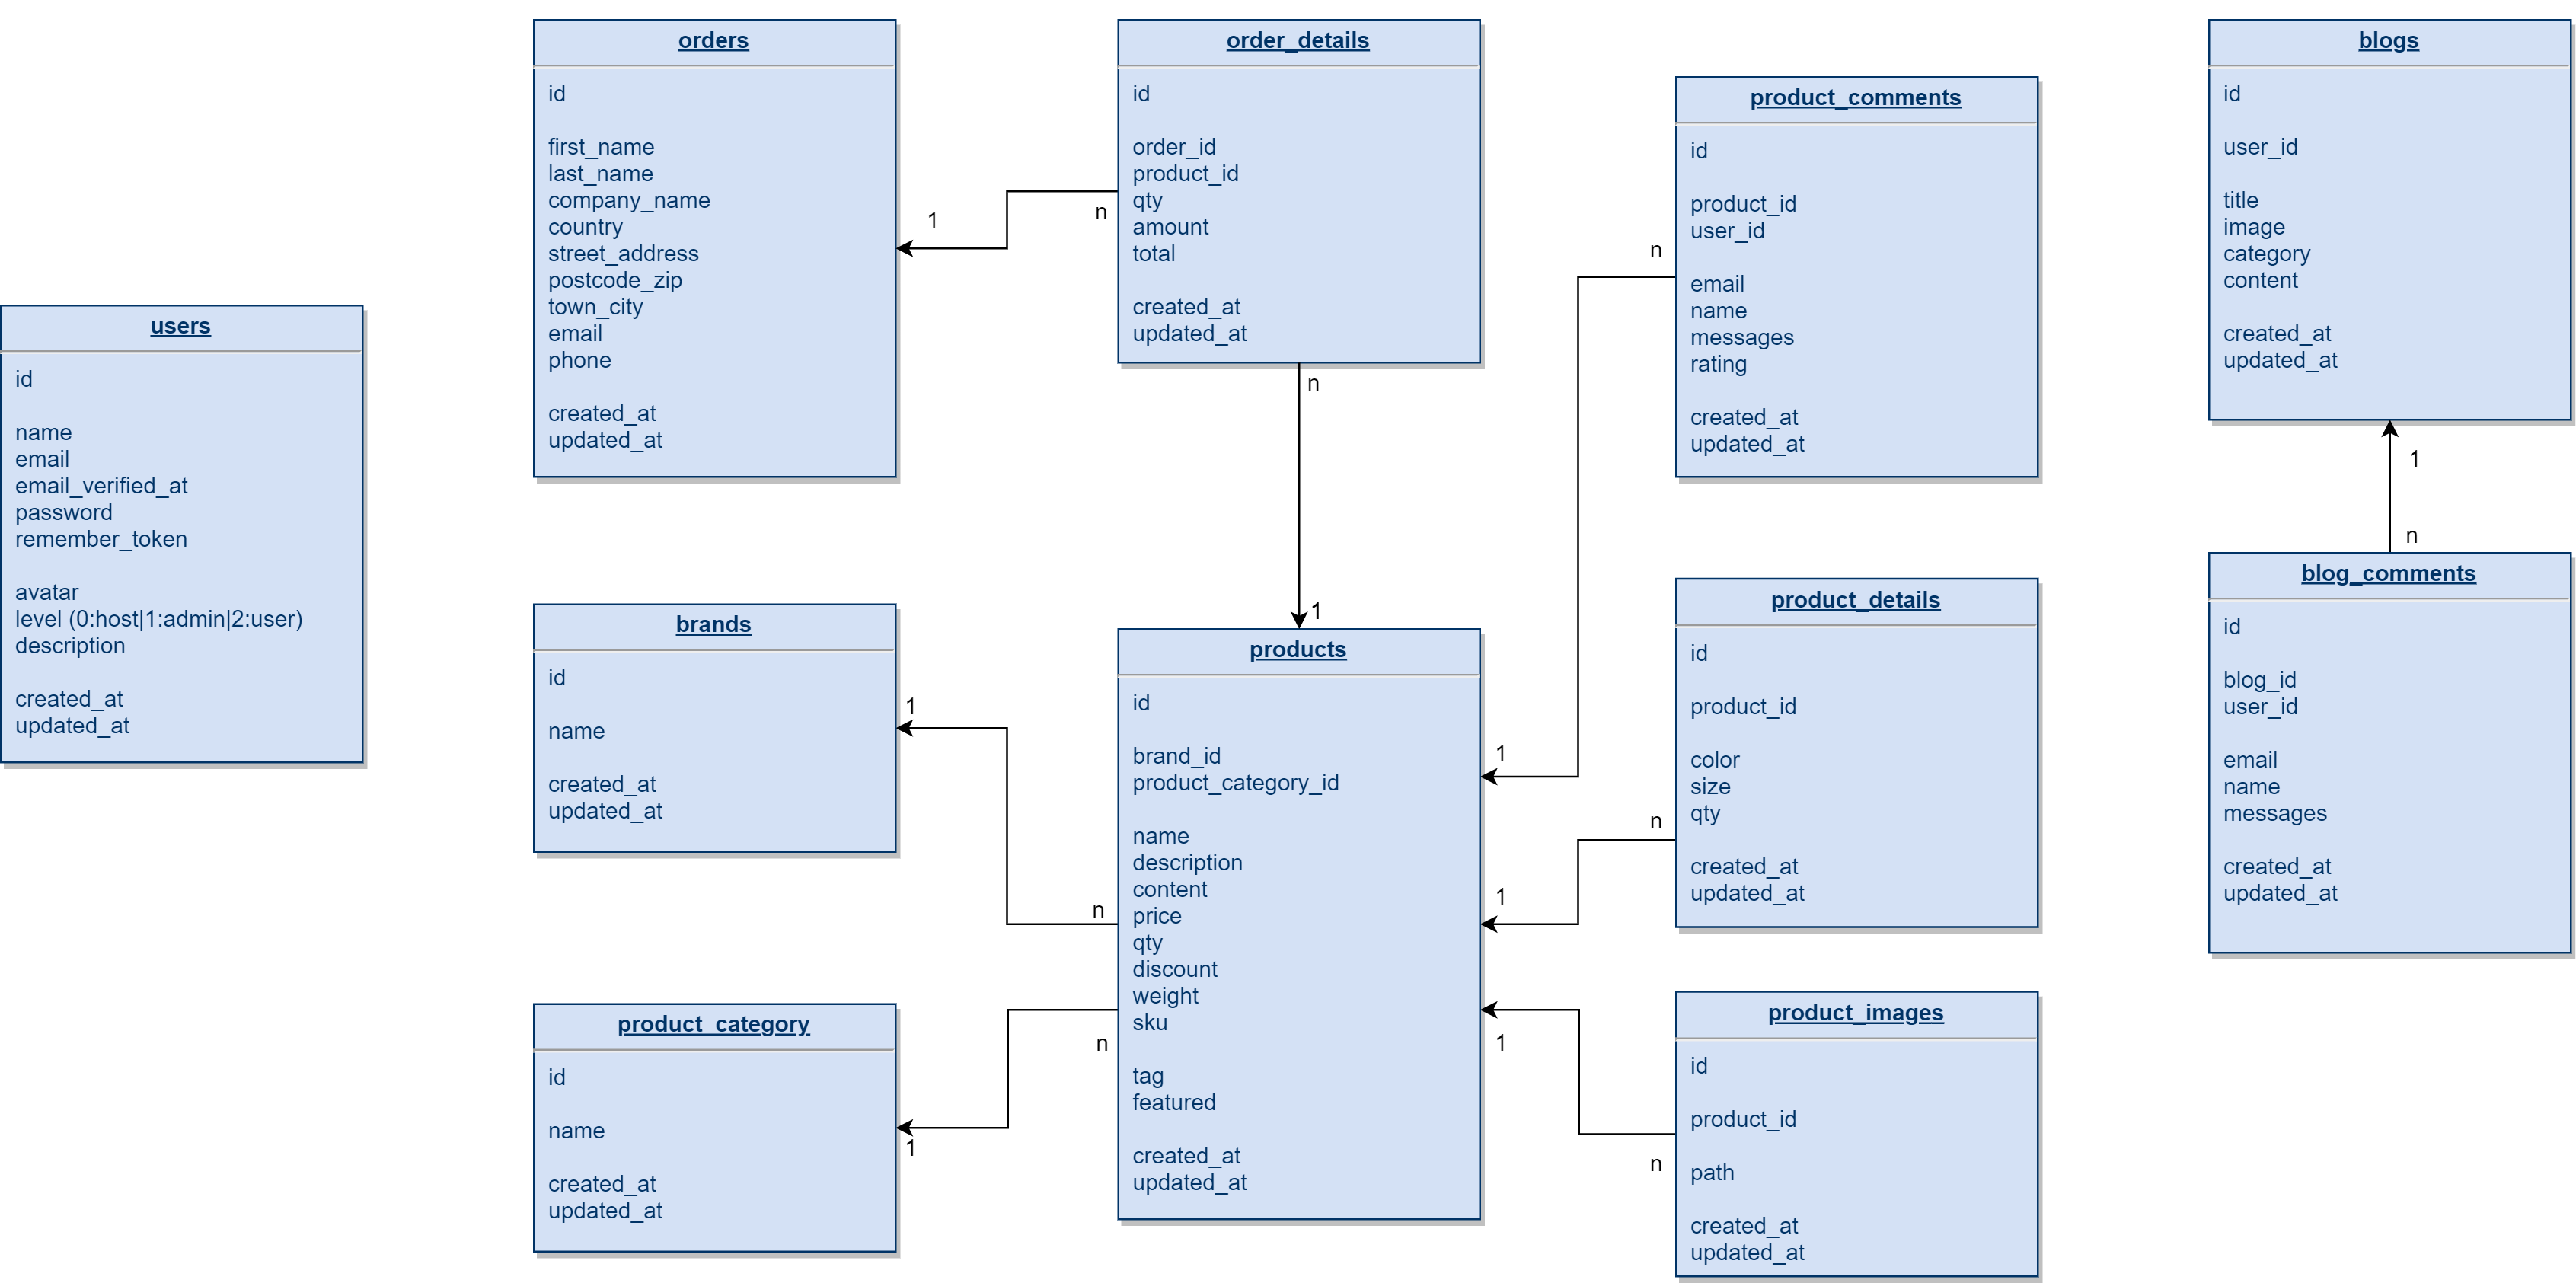 users
id
name
email
email_verified_at
password
remember_token
avatar
level (0:host|1:admin|2:user)
description
created_at
updated_at
orders
id
first_name
last_name
company_name
country
street_address
postcode_zip
town_city
email
phone
created_at
updated_at
1
n
order_details
id
order_id
product_id
qty
amount
total
created_at
updated_at
n
1
brands
id
name
created_at
updated_at
1
n
product_category
id
name
created_at
updated_at
1
n
products
id
brand_id
product_category_id
name
description
content
price
qty
discount
weight
sku
tag
featured
created_at
updated_at
product_comments
id
product_id
user_id
email
name
messages
rating
created_at
updated_at
n
1
product_details
id
product_id
color
size
qty
created_at
updated_at
n
1
product_images
id
product_id
path
created_at
updated_at
1
n
blogs
id
user_id
title
image
category
content
created_at
updated_at
1
n
blog_comments
id
blog_id
user_id
email
name
messages
created_at
updated_at